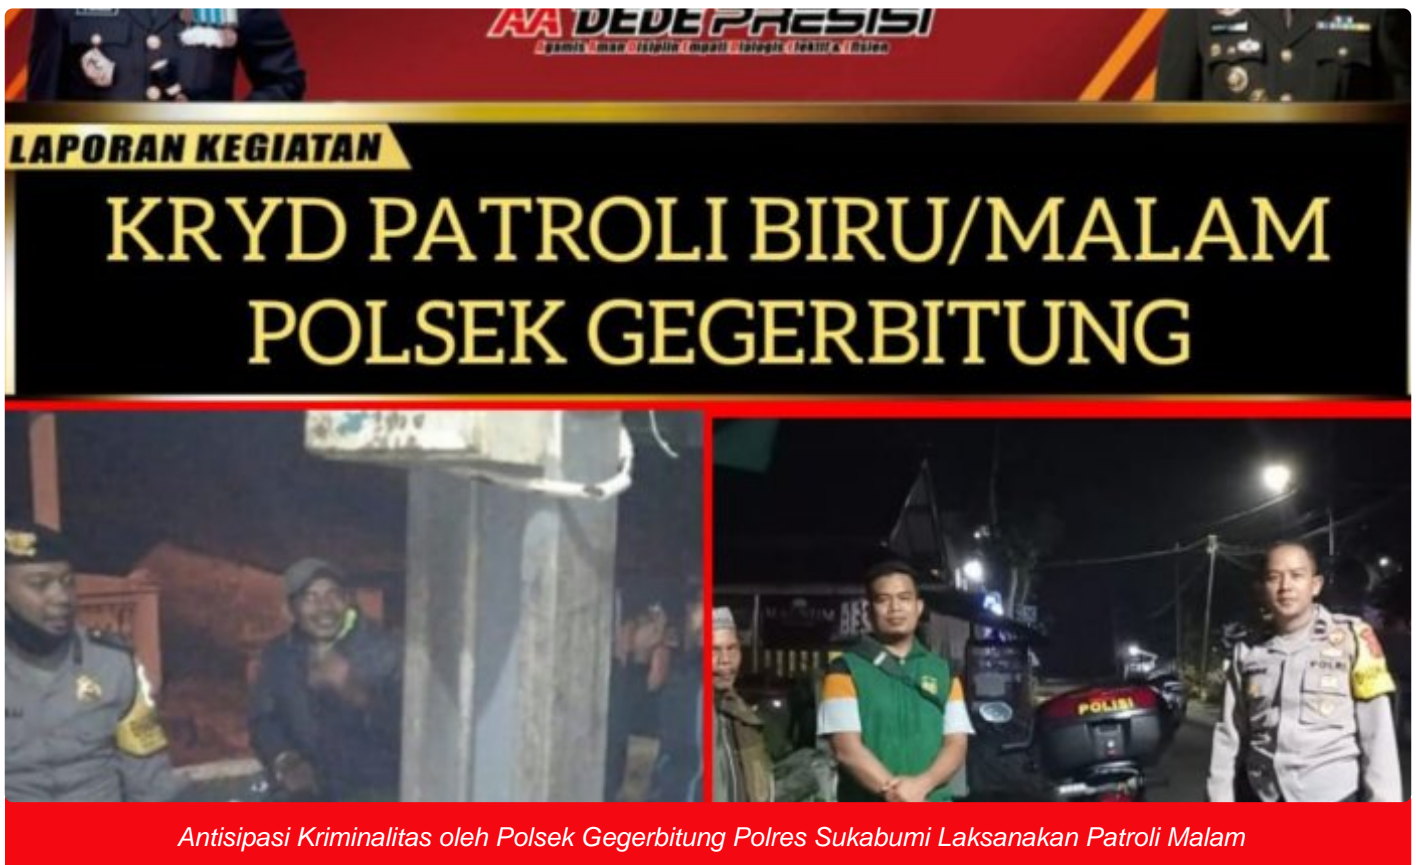 AA DEDE PRESISI
LAPORAN KEGIATAN
KRYD PATROLI BIRU/MALAM
POLSEK GEGERBITUNG
POLRI
POLISI
Antisipasi Kriminalitas oleh Polsek Gegerbitung Polres Sukabumi Laksanakan Patroli Malam